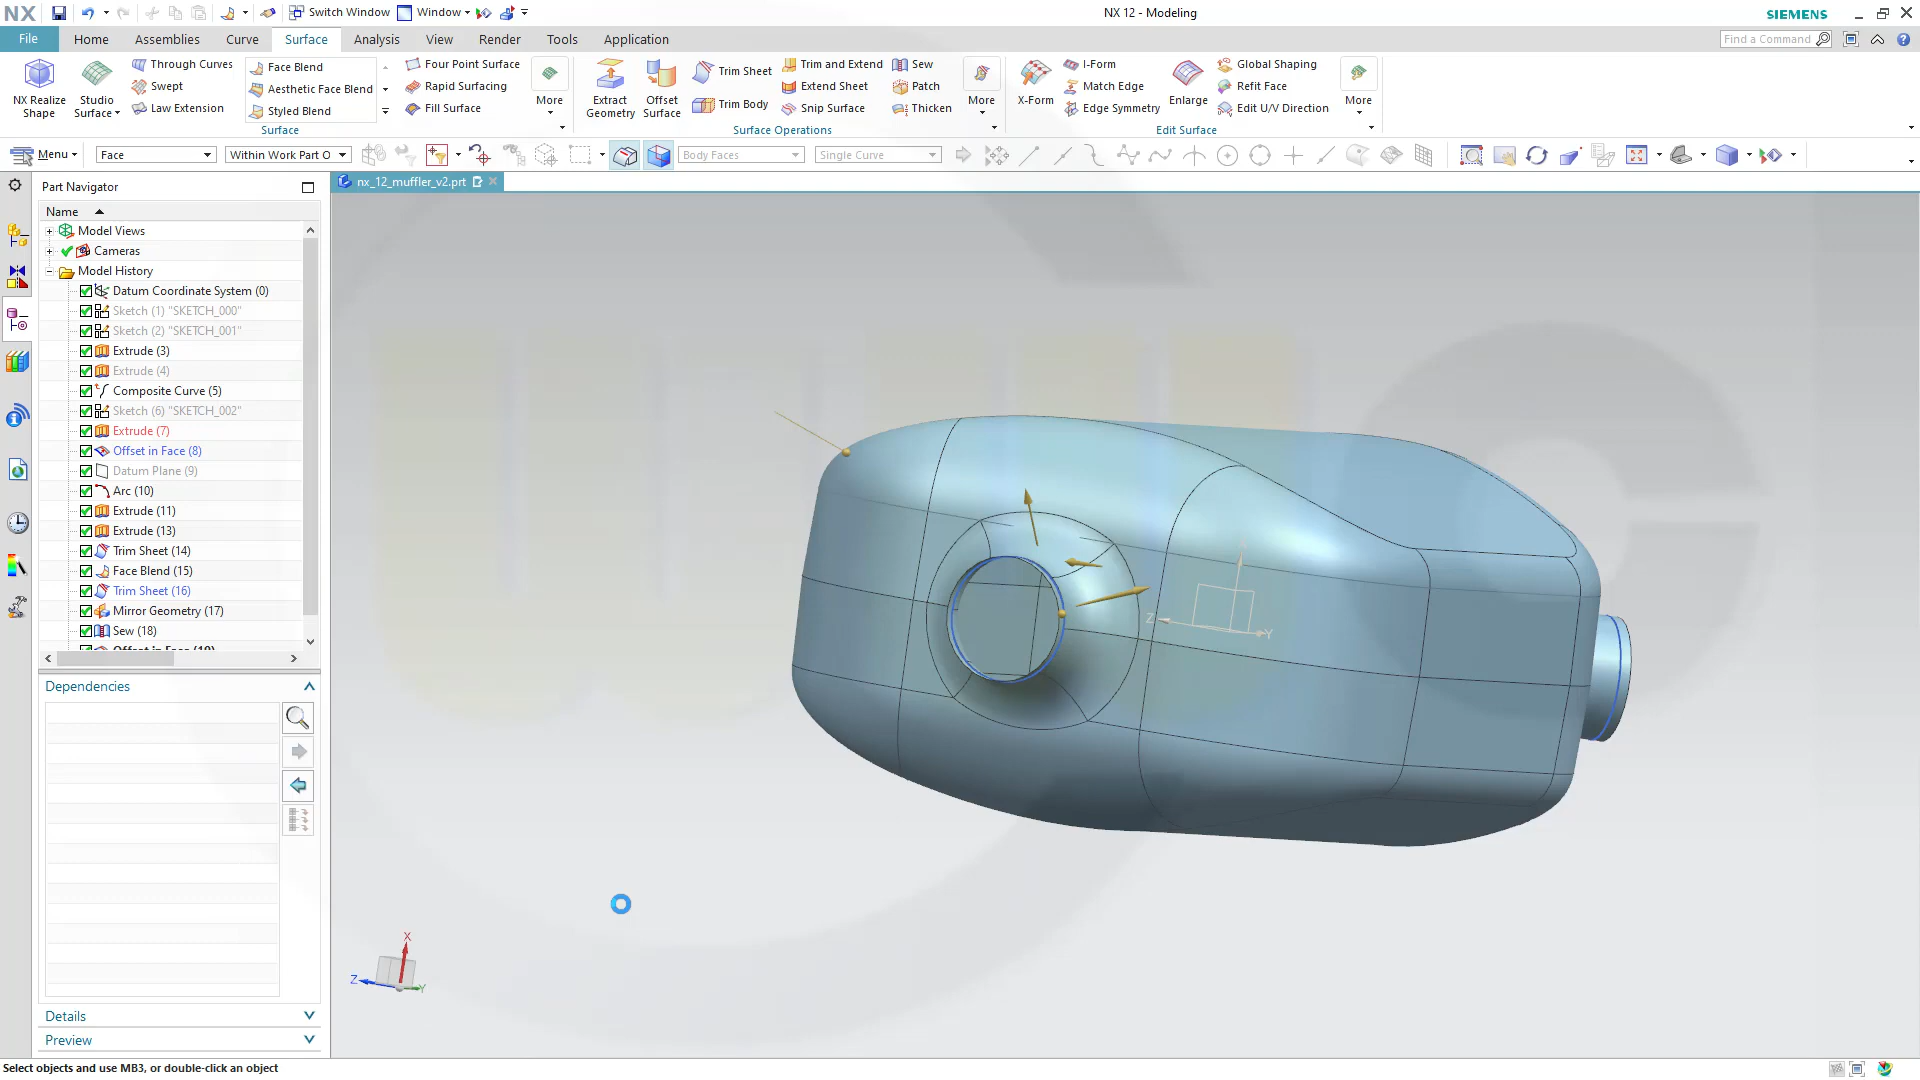 NX
Switch Window
Window
NX 12 - Modeling
SIEMENS
File
Home
Assemblies
Curve
Surface
Analysis
View
Render
Tools
Application
Find a Command
NX Realize
Shape
Studio
Surface
Through Curves
Swept
Law Extension
Face Blend
Aesthetic Face Blend
Styled Blend
Four Point Surface
Rapid Surfacing
Fill Surface
More
Surface
Extract
Geometry
Offset
Surface
Trim Sheet
Trim Body
Trim and Extend
Extend Sheet
Snip Surface
Sew
Patch
Thicken
More
Surface Operations
X-Form
I-Form
Match Edge
Edge Symmetry
Enlarge
Global Shaping
Refit Face
Edit U/V Direction
More
Edit Surface
Menu
Face
Within Work Part O
Body Faces
Single Curve
Part Navigator
nx_12_muffler_v2.prt
Name
Model Views
Cameras
Model History
Datum Coordinate System (0)
Sketch (1) "SKETCH_000"
Sketch (2) "SKETCH_001"
Extrude (3)
Extrude (4)
Composite Curve (5)
Sketch (6) "SKETCH_002"
Extrude (7)
Offset in Face (8)
Datum Plane (9)
Arc (10)
Extrude (11)
Extrude (13)
Trim Sheet (14)
Face Blend (15)
Trim Sheet (16)
Mirror Geometry (17)
Sew (18)
Offset in Face (19)
Dependencies
Details
Preview
Z
Y
X
Z
Y
Select objects and use MB3, or double-click an object